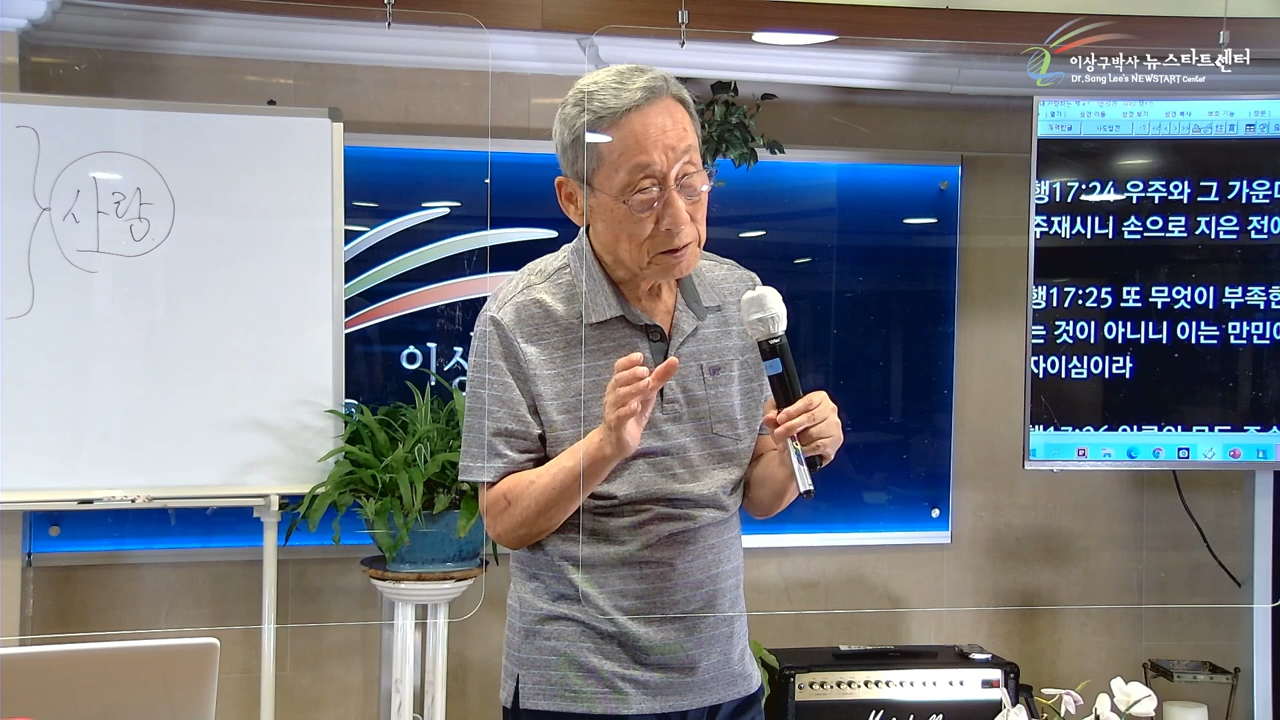 이상구박사 뉴스타트센터
Dr. Sang Lee's NEWSTART Center
사랑
이상
행17:24 우주와 그 가운데
주재시니 손으로 지은 전에
행17:25 또 무엇이 부족한
는 것이 아니니 이는 만민에
자이심이라